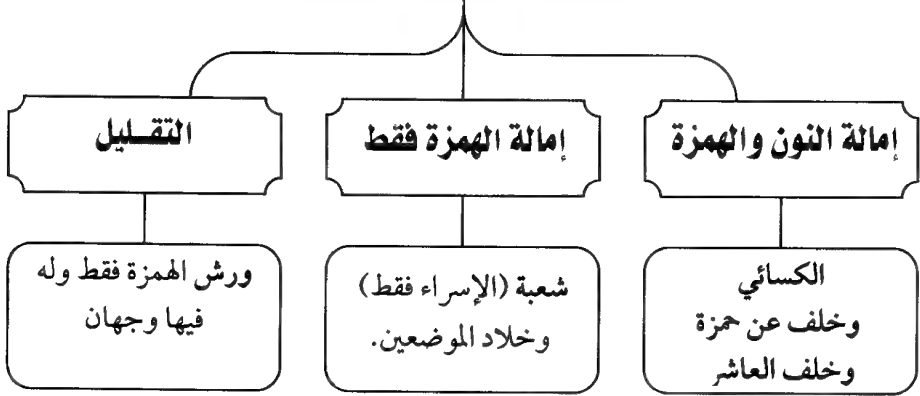 إمالة النون والهمزة
الكسائي
وخلف عن حمزة
وخلف العاشر
إمالة الهمزة فقط
شعبة (الإسراء فقط)
وخلاد الموضعين.
التقليل
ورش الهمزة فقط وله
فيها وجهان